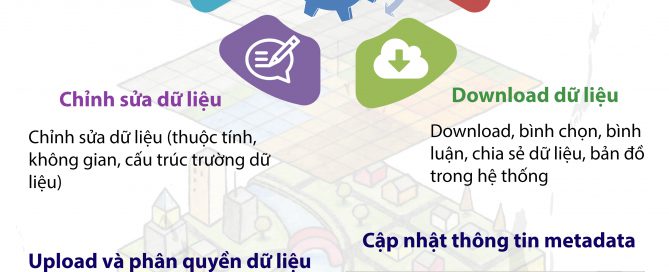 Chỉnh sửa dữ liệu
Chỉnh sửa dữ liệu (thuộc tính,
không gian, cấu trúc trường dữ
liệu)
Download dữ liệu
Download, bình chọn, bình
luận, chia sẻ dữ liệu, bản đồ
trong hệ thống
Upload và phân quyền dữ liệu
Cập nhật thông tin metadata